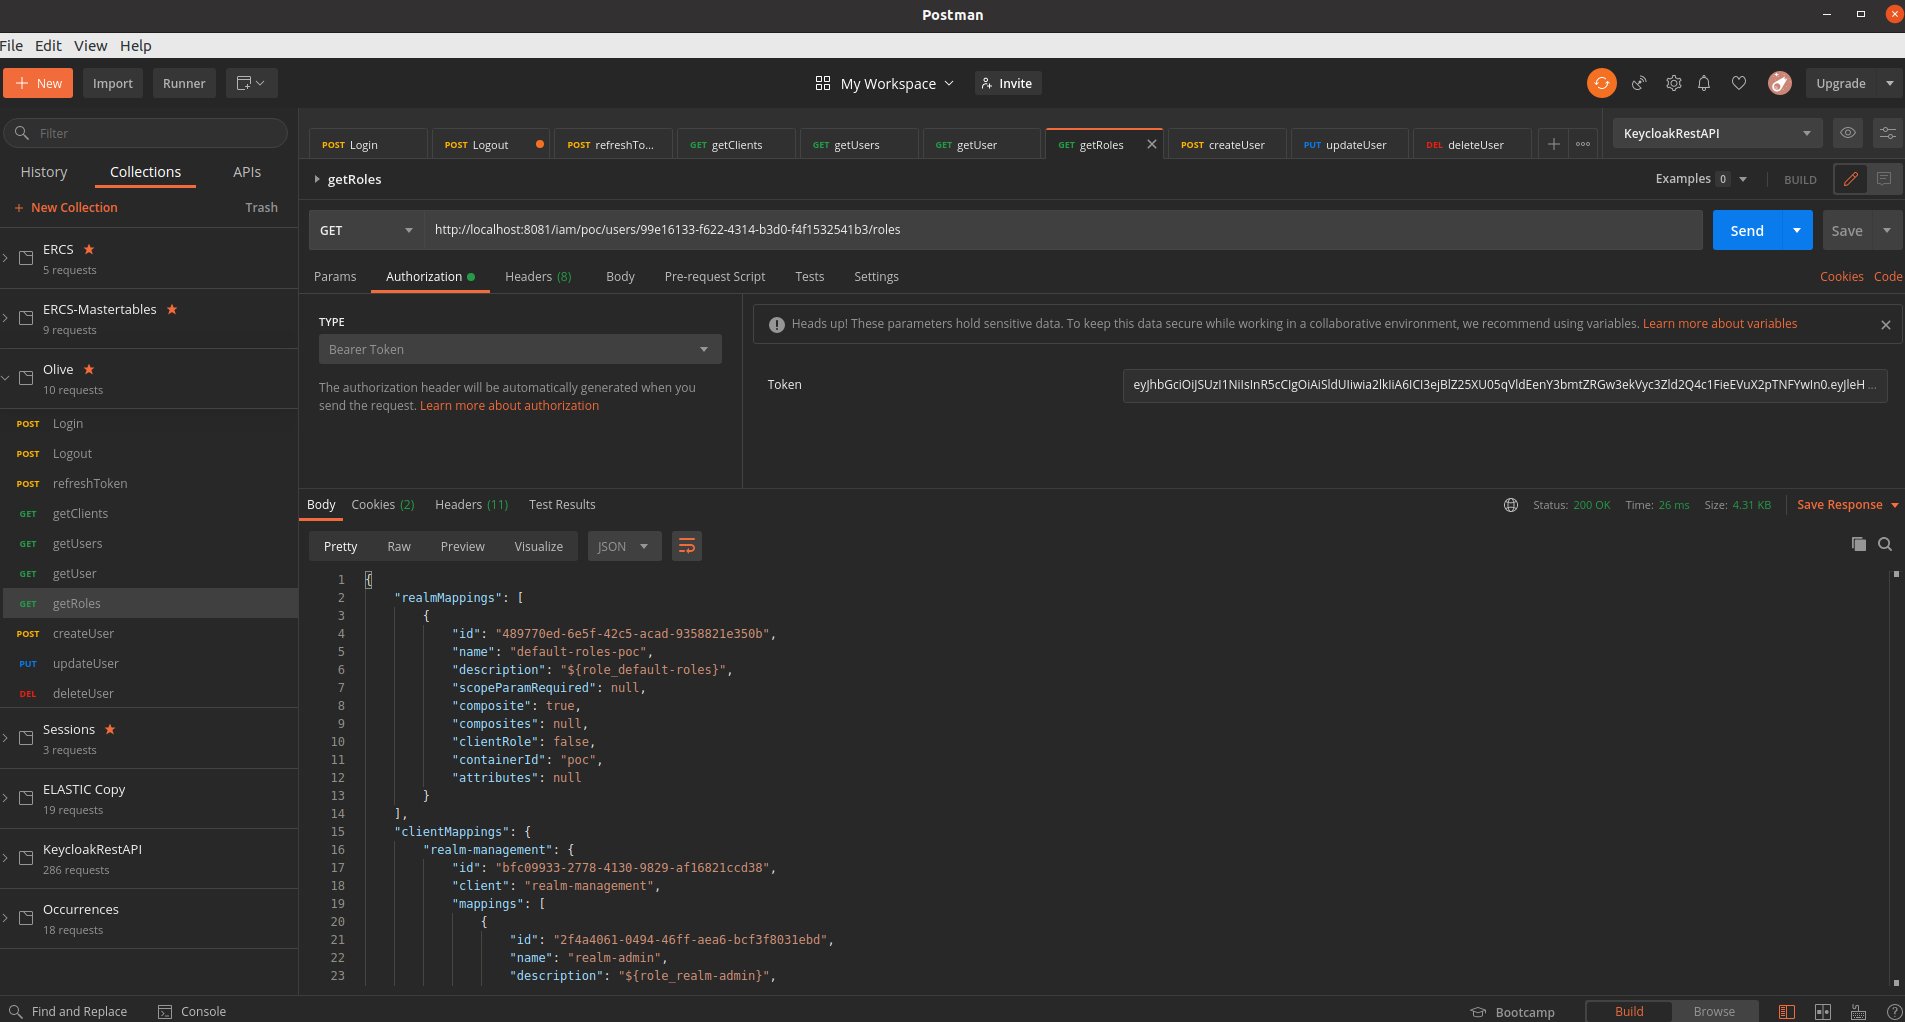 Postman
File Edit View Help
+ New Import Runner My Workspace Invite Upgrade
Filter
History Collections APIs
+ New Collection Trash
ERCS
5 requests
ERCS-Mastertables
9 requests
Olive
10 requests
POST Login
POST Logout
POST refreshToken
GET getClients
GET getUsers
GET getUser
GET getRoles
POST createUser
PUT updateUser
DEL deleteUser
Sessions
3 requests
ELASTIC Copy
19 requests
KeycloakRestAPI
286 requests
Occurrences
18 requests
POST Login POST Logout POST refreshTo... GET getClients GET getUsers GET getUser GET getRoles POST createUser PUT updateUser DEL deleteUser KeycloakRestAPI
getRoles Examples 0 BUILD
GET http://localhost:8081/iam/poc/users/99e16133-f622-4314-b3d0-f4f1532541b3/roles Send Save
Params Authorization Headers (8) Body Pre-request Script Tests Settings Cookies Code
TYPE
Bearer Token
The authorization header will be automatically generated when you
send the request. Learn more about authorization
Heads up! These parameters hold sensitive data. To keep this data secure while working in a collaborative environment, we recommend using variables. Learn more about variables
Token
Body Cookies (2) Headers (11) Test Results Status: 200 OK Time: 26 ms Size: 4.31 KB Save Response
Pretty Raw Preview Visualize JSON
1 {
2 "realmMappings": [
3 {
4 "id": "489770ed-6e5f-42c5-acad-9358821e350b",
5 "name": "default-roles-poc",
6 "description": "${role_default-roles}",
7 "scopeParamRequired": null,
8 "composite": true,
9 "composites": null,
10 "clientRole": false,
11 "containerId": "poc",
12 "attributes": null
13 }
14 ],
15 "clientMappings": {
16 "realm-management": {
17 "id": "bfc09933-2778-4130-9829-af16821ccd38",
18 "client": "realm-management",
19 "mappings": [
20 {
21 "id": "2f4a4061-0494-46ff-aea6-bcf3f8031ebd",
22 "name": "realm-admin",
23 "description": "${role_realm-admin}",
Find and Replace Console Bootcamp Build Browse